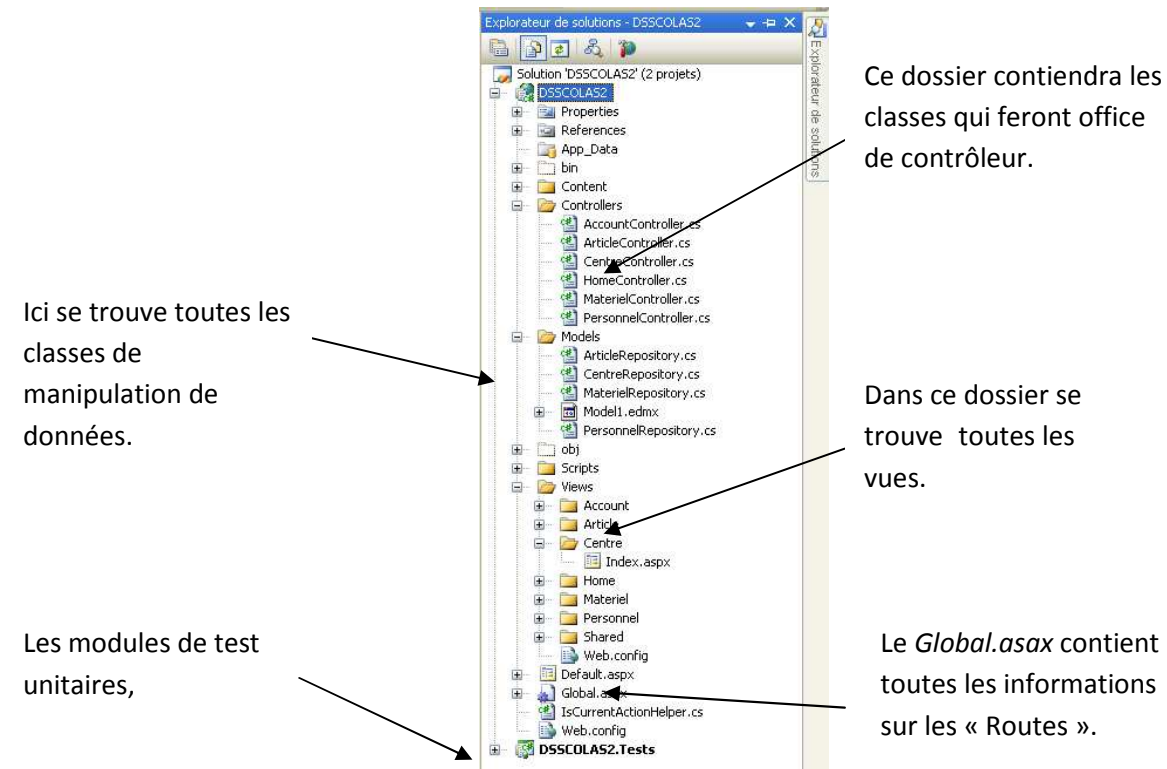 Explorateur de solutions - DSSCOLAS2
Explorateur de solutions
Solution 'DSSCOLAS2' (2 projets)
DSSCOLAS2
Properties
References
App_Data
bin
Content
Controllers
AccountController.cs
ArticleController.cs
CentreController.cs
HomeController.cs
MaterielController.cs
PersonnelController.cs
Models
ArticleRepository.cs
CentreRepository.cs
MaterielRepository.cs
Model1.edmx
PersonnelRepository.cs
obj
Scripts
Views
Account
Article
Centre
Index.aspx
Home
Materiel
Personnel
Shared
Web.config
Default.aspx
Global.asax
IsCurrentActionHelper.cs
Web.config
DSSCOLAS2.Tests
Ce dossier contiendra les
classes qui feront office
de contrôleur.
Ici se trouve toutes les
classes de
manipulation de
données.
Dans ce dossier se
trouve toutes les
vues.
Les modules de test
unitaires,
Le Global.asax contient
toutes les informations
sur les « Routes ».